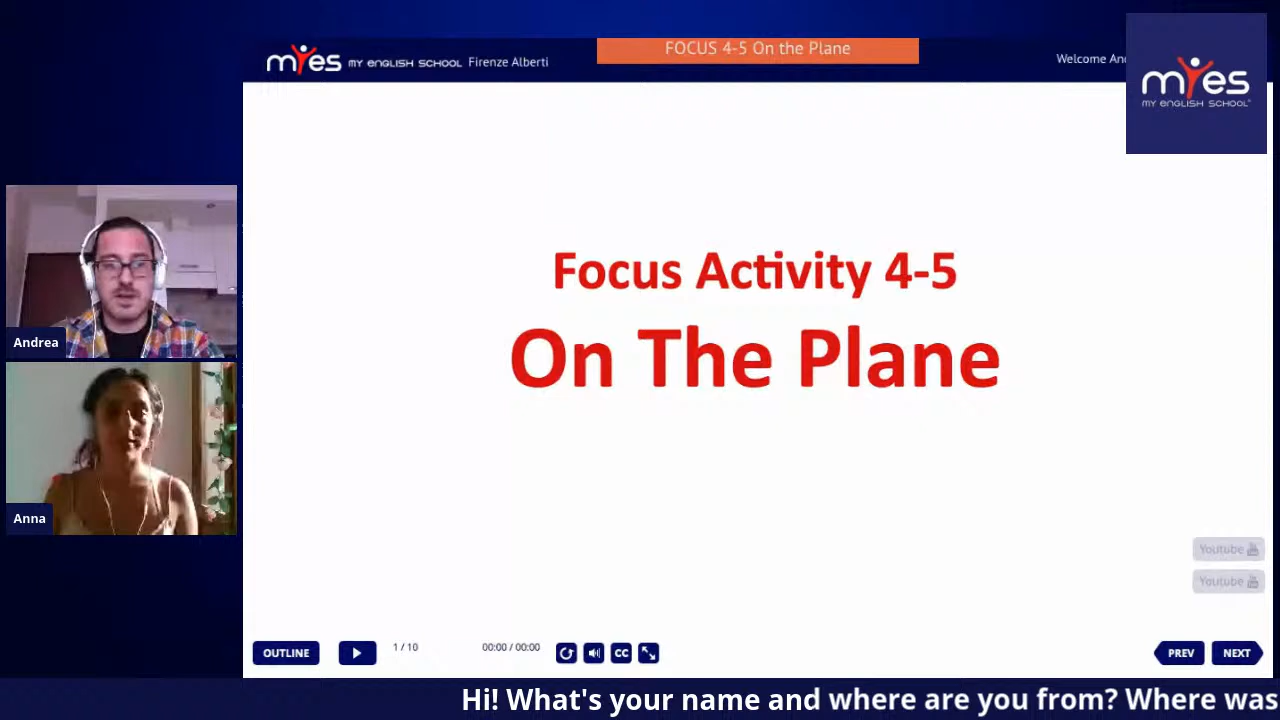 myes MY ENGLISH SCHOOL Firenze Alberti
FOCUS 4-5 On the Plane
Welcome
myes
MY ENGLISH SCHOOL
Focus Activity 4-5
On The Plane
Andrea
Anna
Youtube
Youtube
OUTLINE
1 / 10
00:00 / 00:00
CC
PREV
NEXT
Hi! What's your name and where are you from? Where was